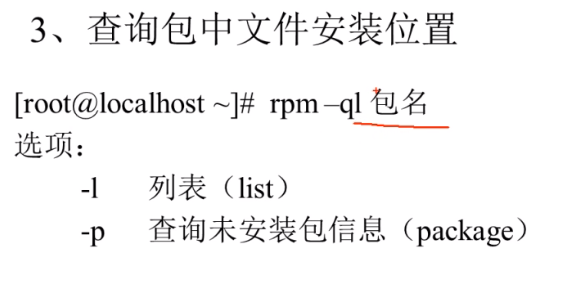 3、查询包中文件安装位置
[root@localhost ~]# rpm –ql 包名
选项：
-l 列表（list）
-p 查询未安装包信息（package）